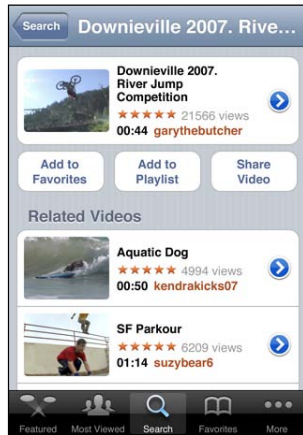 Search
Downieville 2007. Rive...
Downieville 2007.
River Jump
Competition
21566 views
00:44 garythebutcher
Add to
Favorites
Add to
Playlist
Share
Video
Related Videos
Aquatic Dog
4994 views
00:50 kendrakicks07
SF Parkour
6209 views
01:14 suzybear6
Featured
Most Viewed
Search
Favorites
More